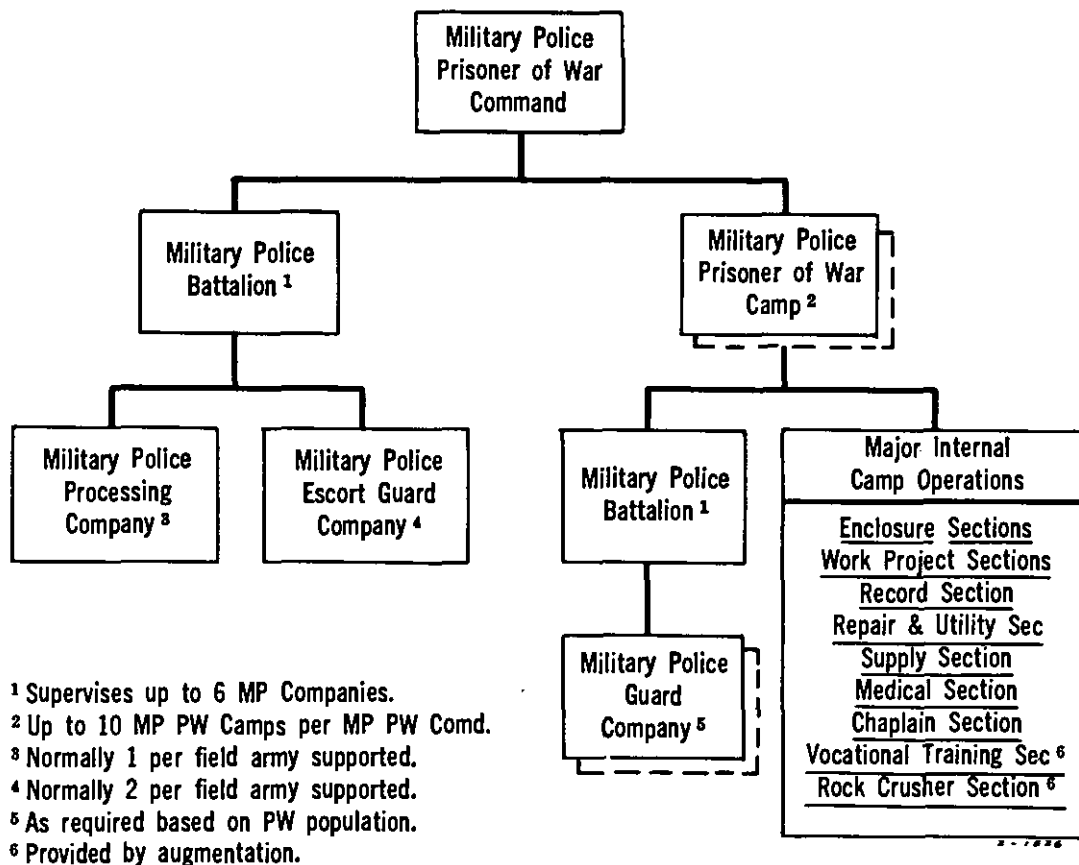 Military Police
Prisoner of War
Command
Military Police
Battalion ¹
Military Police
Prisoner of War
Camp ²
Military Police
Processing
Company ³
Military Police
Escort Guard
Company ⁴
Military Police
Battalion ¹
Military Police
Guard
Company ⁵
Major Internal
Camp Operations
Enclosure Sections
Work Project Sections
Record Section
Repair & Utility Sec
Supply Section
Medical Section
Chaplain Section
Vocational Training Sec ⁶
Rock Crusher Section ⁶
¹ Supervises up to 6 MP Companies.
² Up to 10 MP PW Camps per MP PW Comd.
³ Normally 1 per field army supported.
⁴ Normally 2 per field army supported.
⁵ As required based on PW population.
⁶ Provided by augmentation.